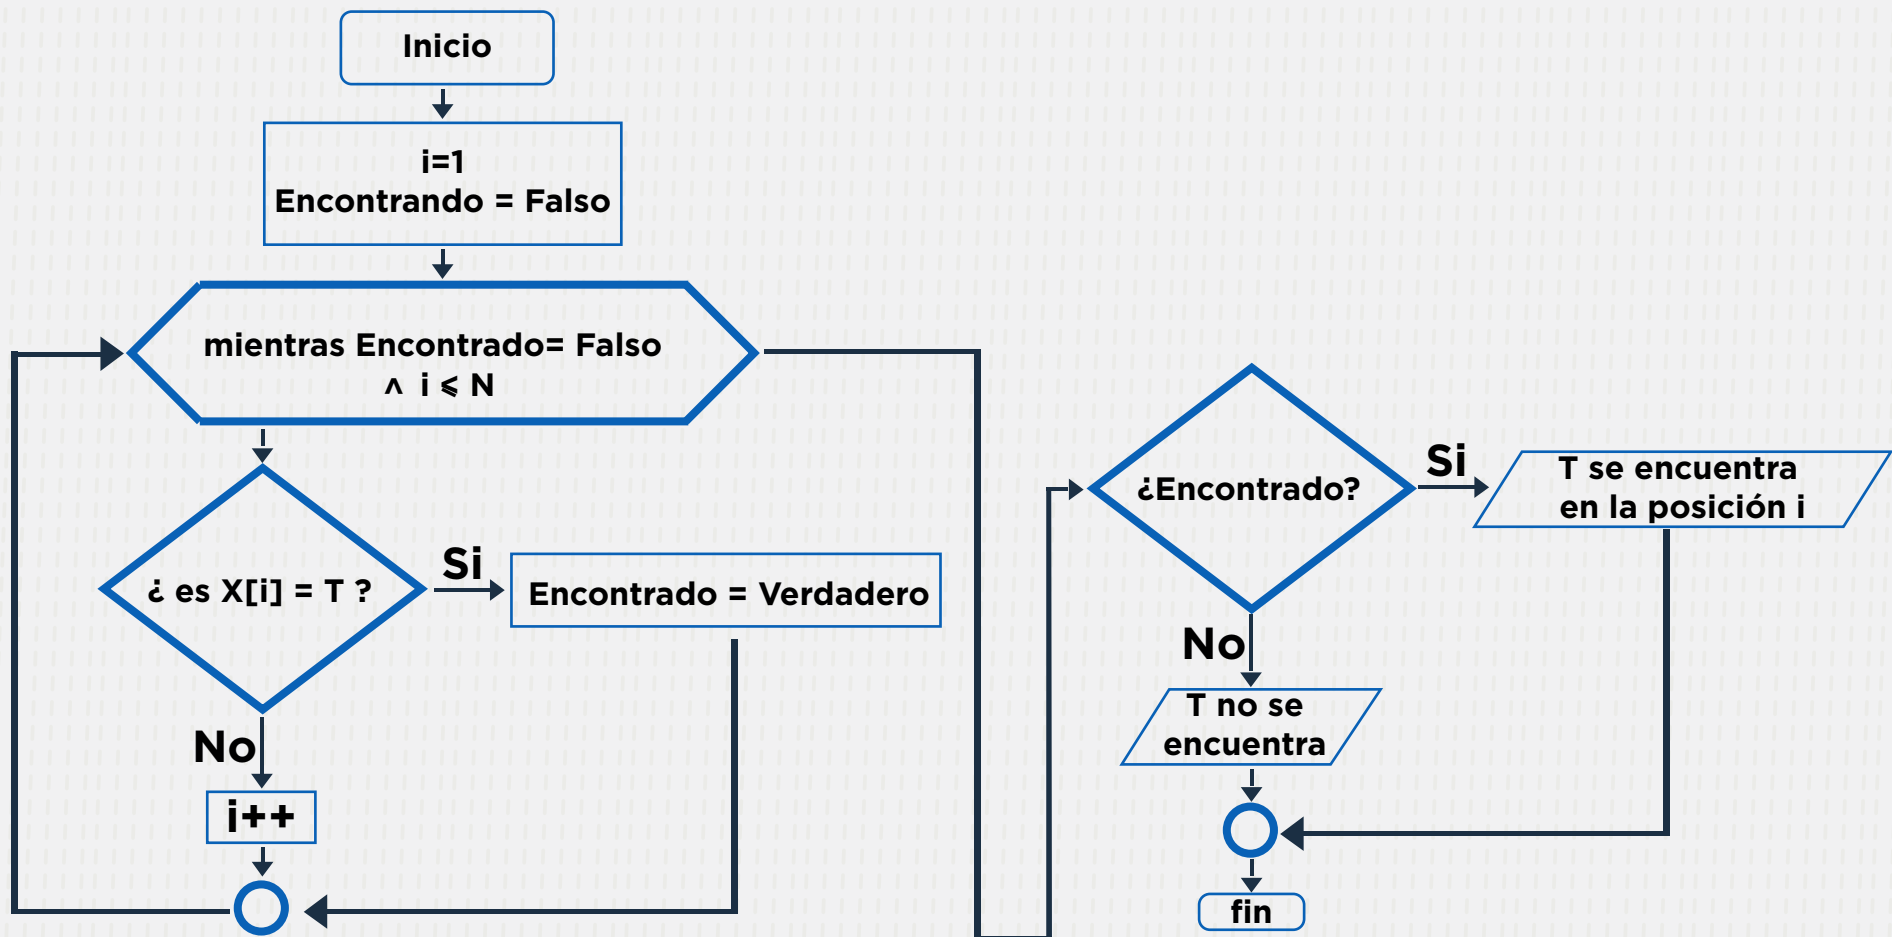 Inicio
i=1
Encontrando = Falso
mientras Encontrado= Falso
ʌ i ⩽ N
¿ es X[i] = T ?
Si
Encontrado = Verdadero
No
i++
¿Encontrado?
Si
T se encuentra
en la posición i
No
T no se
encuentra
fin